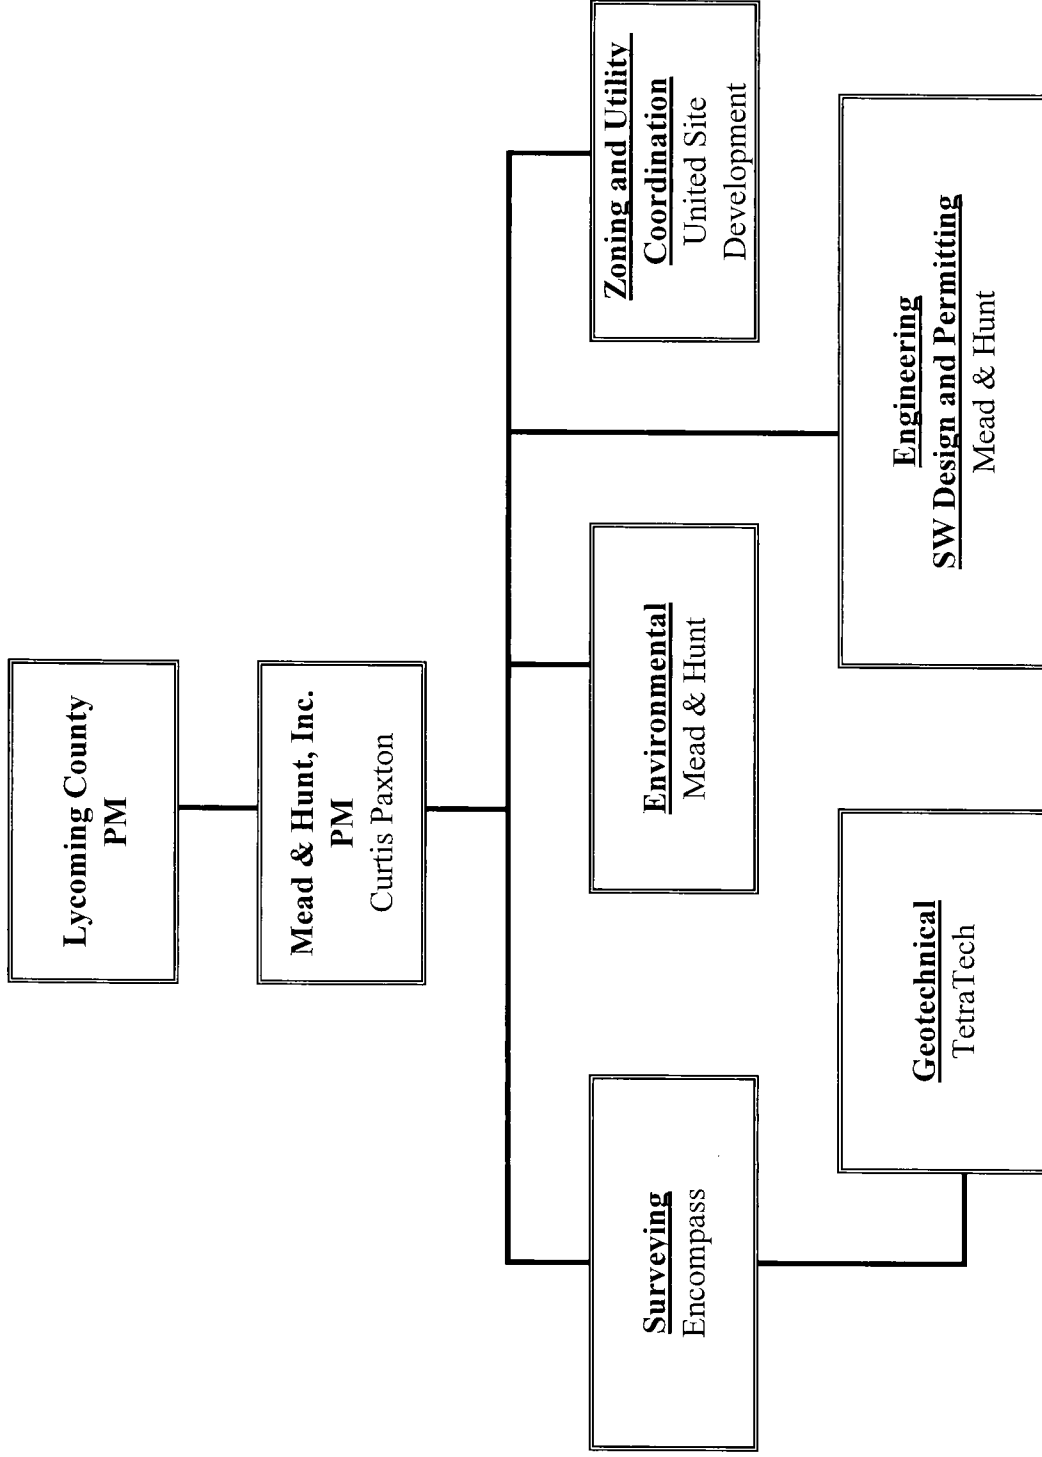 Lycoming County
PM
Mead & Hunt, Inc.
PM
Curtis Paxton
Surveying
Encompass
Environmental
Mead & Hunt
Zoning and Utility
Coordination
United Site
Development
Geotechnical
TetraTech
Engineering
SW Design and Permitting
Mead & Hunt